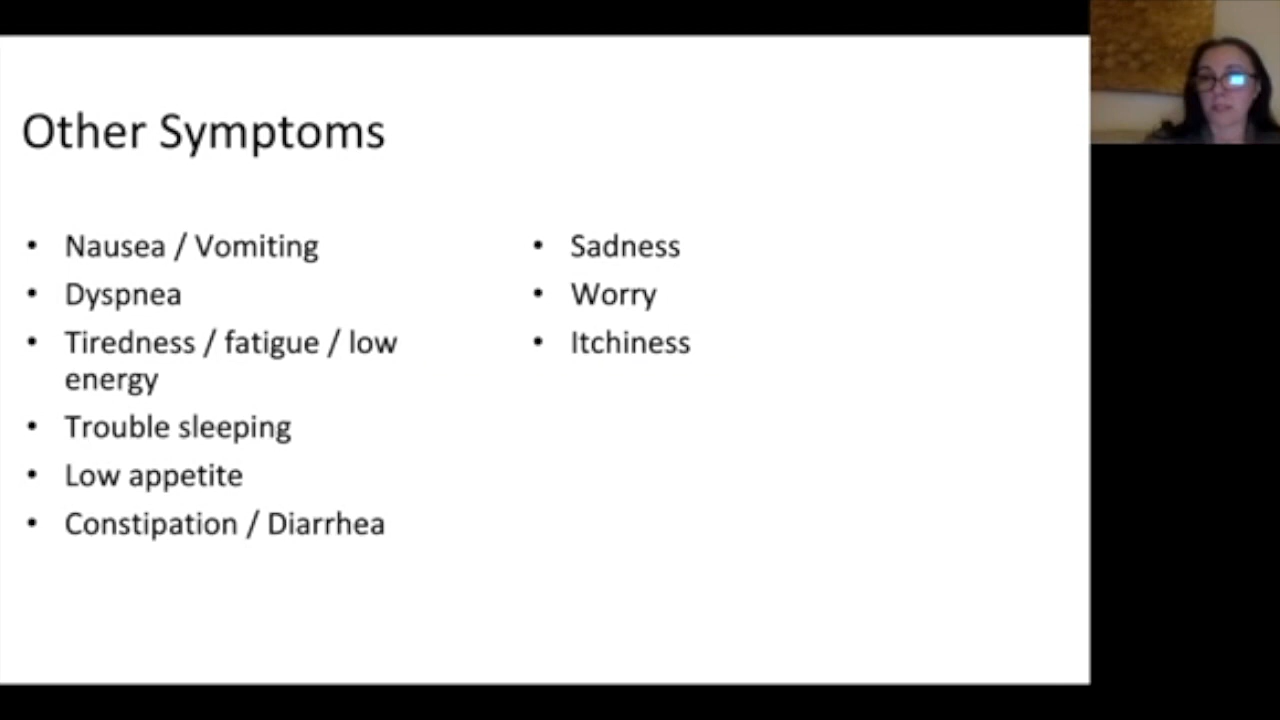 Other Symptoms
• Nausea / Vomiting
• Dyspnea
• Tiredness / fatigue / low
energy
• Trouble sleeping
• Low appetite
• Constipation / Diarrhea
• Sadness
• Worry
• Itchiness